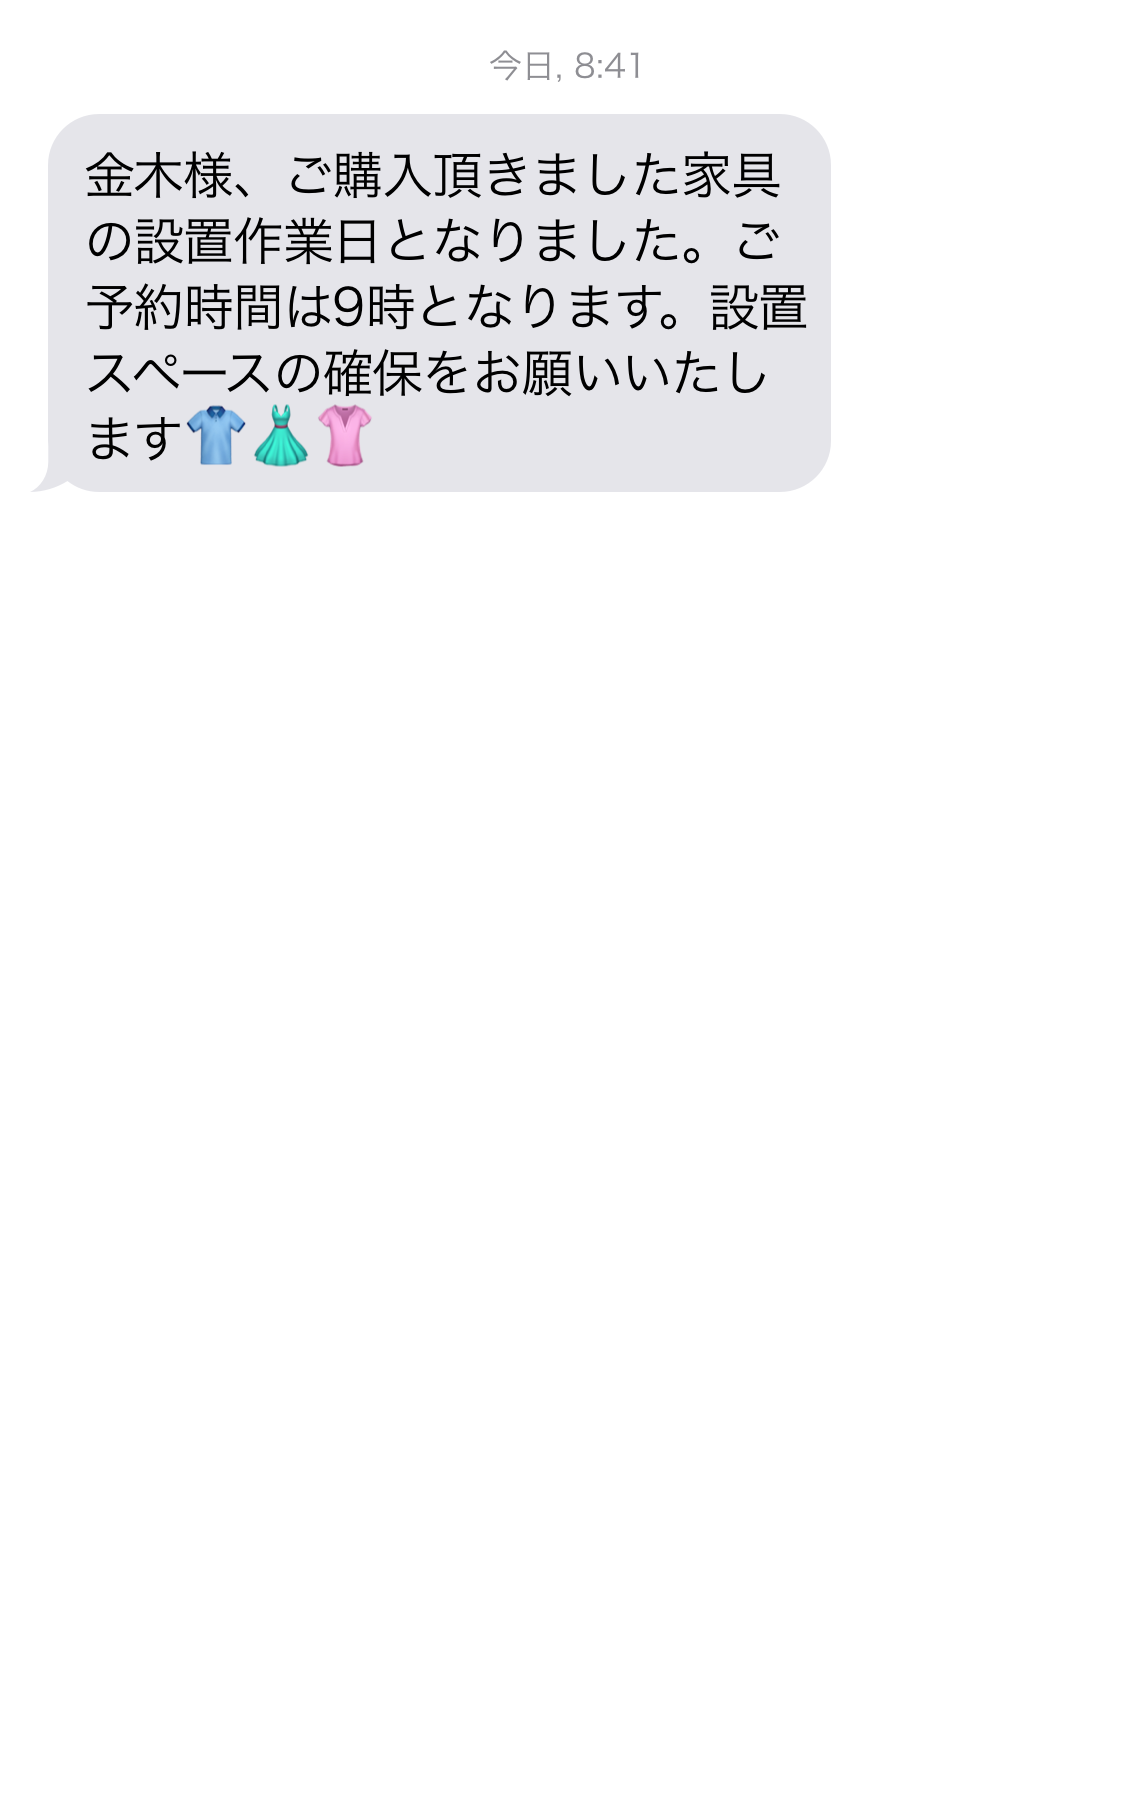 今日, 8:41
金木様、ご購入頂きました家具
の設置作業日となりました。ご
予約時間は9時となります。設置
スペースの確保をお願いいたし
ます👕👗👚